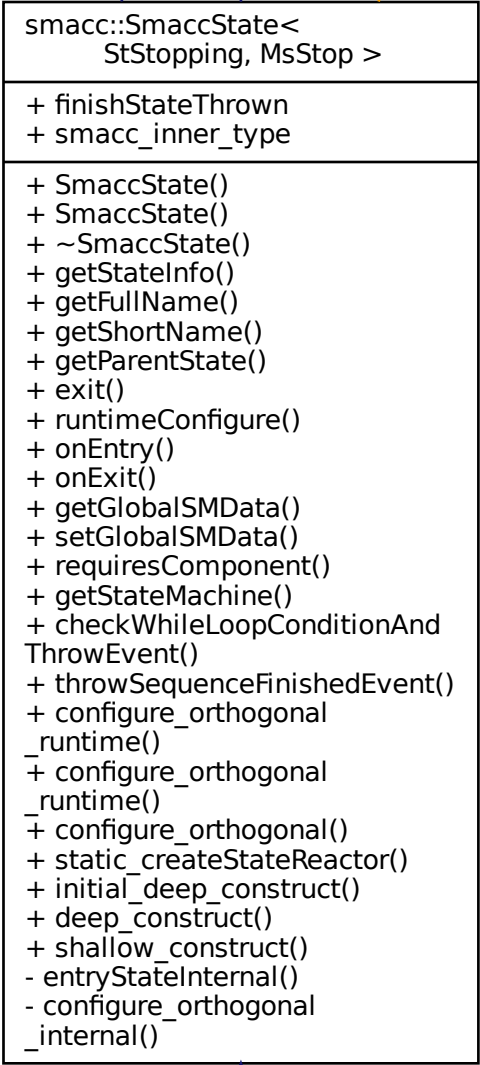 smacc::SmaccState<
StStopping, MsStop >
+ finishStateThrown
+ smacc_inner_type
+ SmaccState()
+ SmaccState()
+ ~SmaccState()
+ getStateInfo()
+ getFullName()
+ getShortName()
+ getParentState()
+ exit()
+ runtimeConfigure()
+ onEntry()
+ onExit()
+ getGlobalSMData()
+ setGlobalSMData()
+ requiresComponent()
+ getStateMachine()
+ checkWhileLoopConditionAnd
ThrowEvent()
+ throwSequenceFinishedEvent()
+ configure_orthogonal
_runtime()
+ configure_orthogonal
_runtime()
+ configure_orthogonal()
+ static_createStateReactor()
+ initial_deep_construct()
+ deep_construct()
+ shallow_construct()
- entryStateInternal()
- configure_orthogonal
_internal()